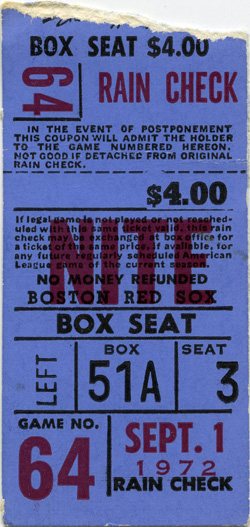 BOX SEAT $4.00
64 RAIN CHECK
IN THE EVENT OF POSTPONEMENT
THIS COUPON WILL ADMIT THE HOLDER
TO THE GAME NUMBERED HEREON.
NOT GOOD IF DETACHED FROM ORIGINAL
RAIN CHECK.
$4.00
If legal game is not played or not resched-
uled with this same ticket valid, this rain
check may be exchanged at box office for
a ticket of the same price, if available, for
any future regularly scheduled American
League game of the current season.
NO MONEY REFUNDED
BOSTON RED SOX
BOX SEAT
LEFT
BOX
51A
SEAT
3
GAME NO.
64
SEPT. 1
1972
RAIN CHECK